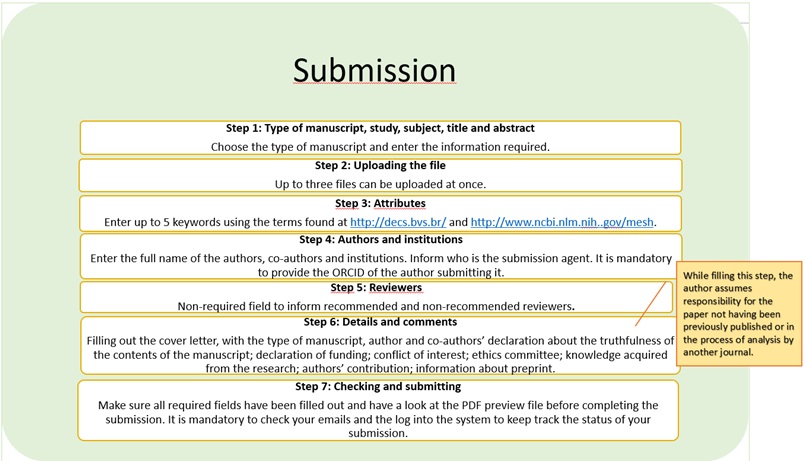 Submission
Step 1: Type of manuscript, study, subject, title and abstract
Choose the type of manuscript and enter the information required.
Step 2: Uploading the file
Up to three files can be uploaded at once.
Step 3: Attributes
Enter up to 5 keywords using the terms found at http://decs.bvs.br/ and http://www.ncbi.nlm.nih..gov/mesh.
Step 4: Authors and institutions
Enter the full name of the authors, co-authors and institutions. Inform who is the submission agent. It is mandatory
to provide the ORCID of the author submitting it.
Step 5: Reviewers
Non-required field to inform recommended and non-recommended reviewers.
Step 6: Details and comments
Filling out the cover letter, with the type of manuscript, author and co-authors' declaration about the truthfulness of
the contents of the manuscript; declaration of funding; conflict of interest; ethics committee; knowledge acquired
from the research; authors' contribution; information about preprint.
Step 7: Checking and submitting
Make sure all required fields have been filled out and have a look at the PDF preview file before completing the
submission. It is mandatory to check your emails and the log into the system to keep track the status of your
submission.
While filling this step, the
author assumes
responsibility for the
paper not having been
previously published or in
the process of analysis by
another journal.